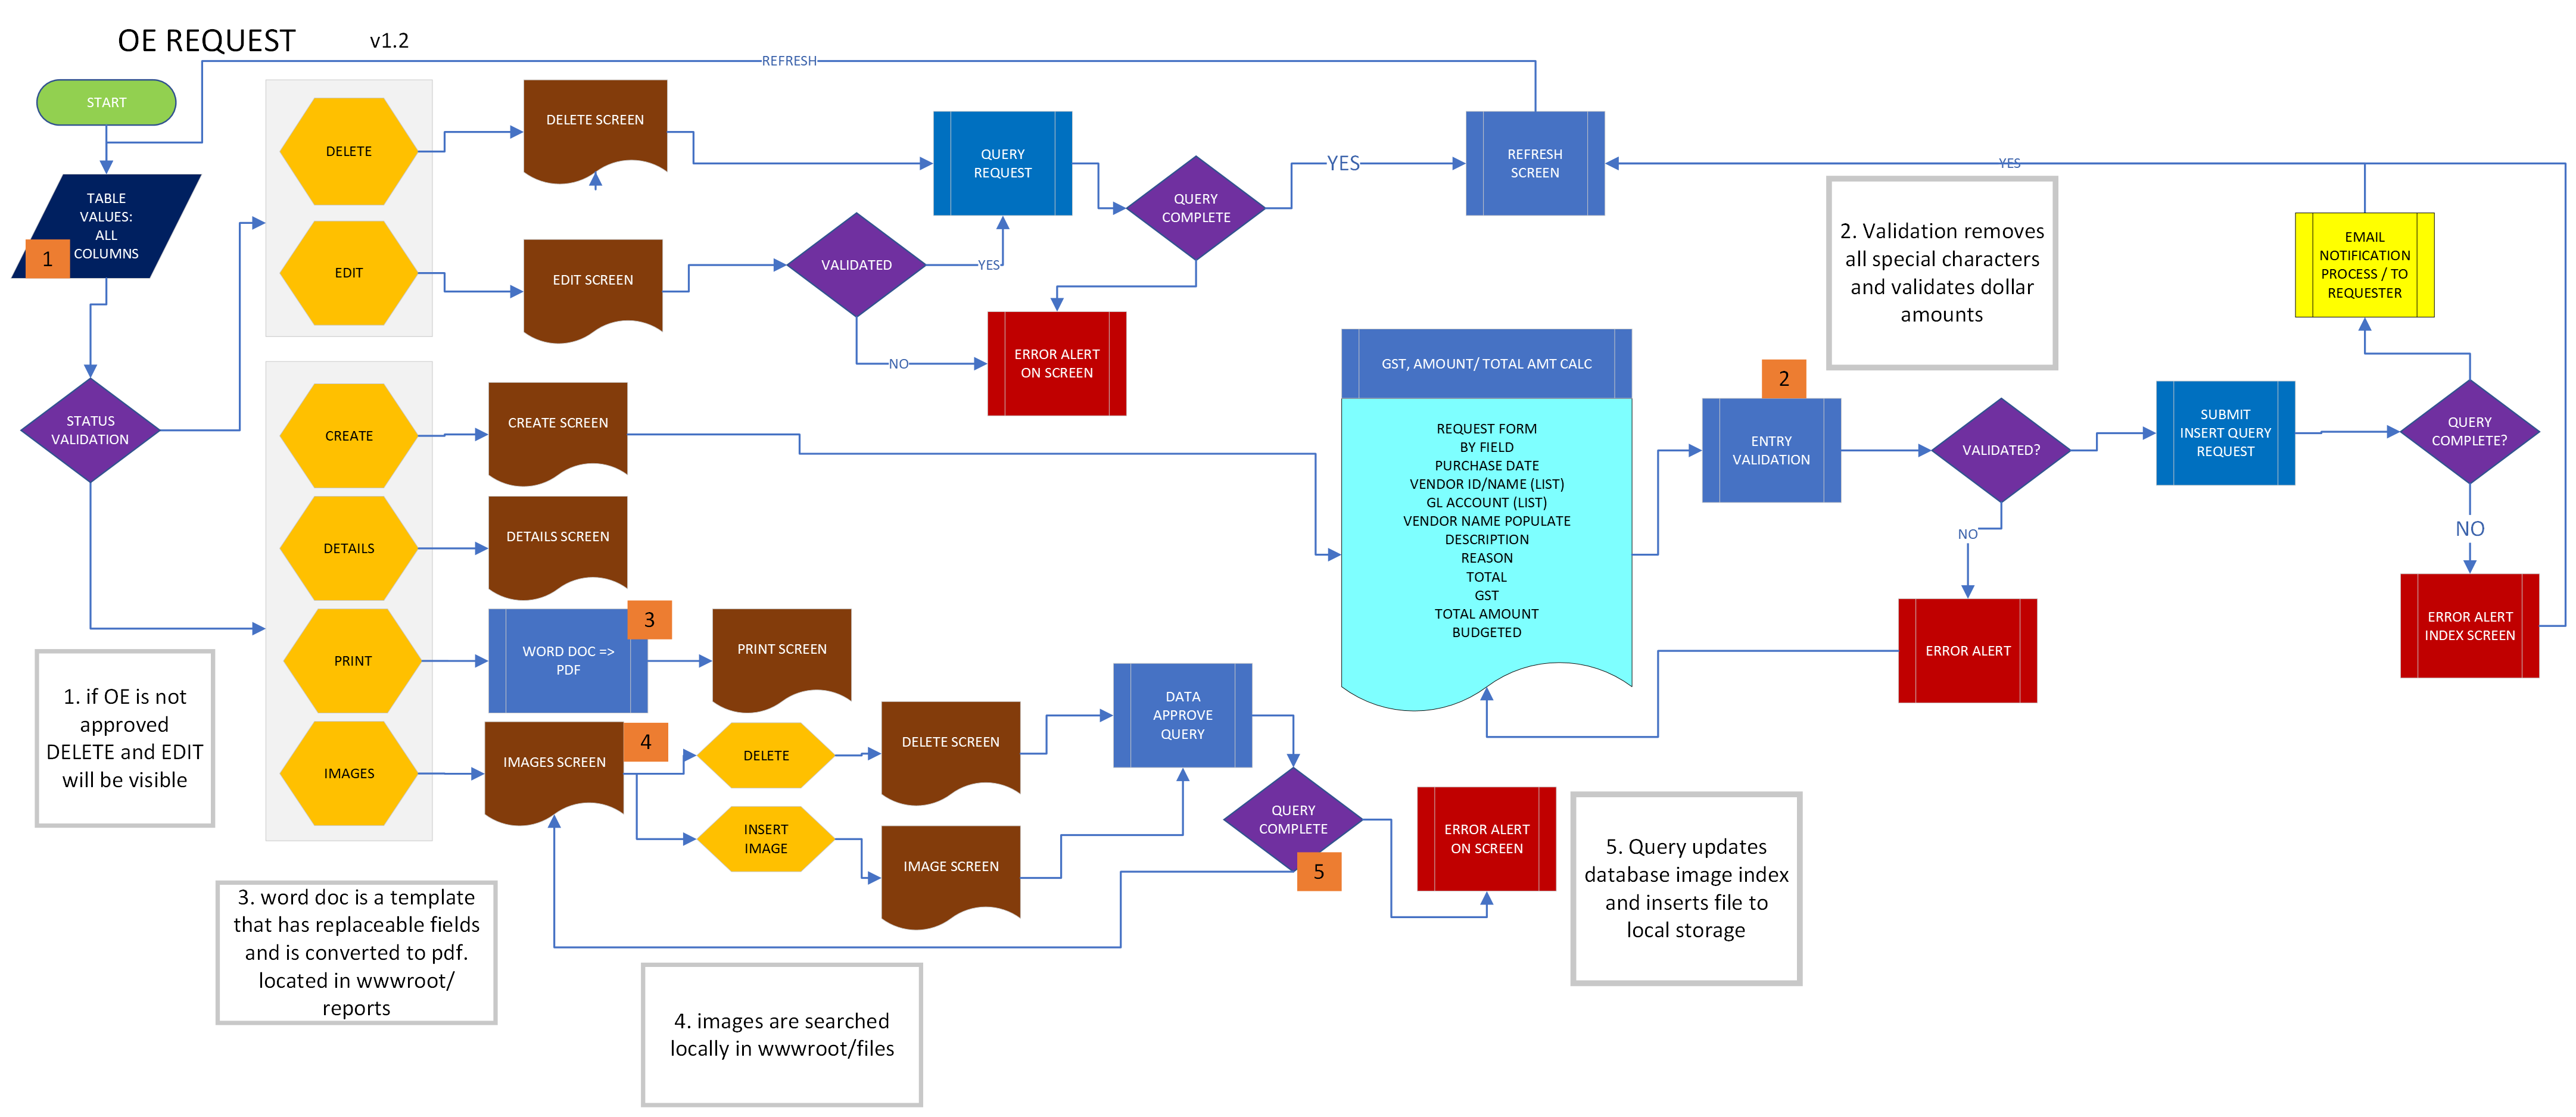 OE REQUEST
v1.2
REFRESH
START
DELETE
DELETE SCREEN
QUERY
REQUEST
QUERY
COMPLETE
YES
REFRESH
SCREEN
YES
TABLE
VALUES:
ALL
COLUMNS
1
EDIT
EDIT SCREEN
VALIDATED
YES
NO
ERROR ALERT
ON SCREEN
2. Validation removes
all special characters
and validates dollar
amounts
EMAIL
NOTIFICATION
PROCESS / TO
REQUESTER
STATUS
VALIDATION
CREATE
CREATE SCREEN
GST, AMOUNT/ TOTAL AMT CALC
REQUEST FORM
BY FIELD
PURCHASE DATE
VENDOR ID/NAME (LIST)
GL ACCOUNT (LIST)
VENDOR NAME POPULATE
DESCRIPTION
REASON
TOTAL
GST
TOTAL AMOUNT
BUDGETED
2
ENTRY
VALIDATION
VALIDATED?
SUBMIT
INSERT QUERY
REQUEST
QUERY
COMPLETE?
NO
NO
ERROR ALERT
ERROR ALERT
INDEX SCREEN
DETAILS
DETAILS SCREEN
PRINT
WORD DOC =>
PDF
3
PRINT SCREEN
IMAGES
IMAGES SCREEN
4
DELETE
DELETE SCREEN
DATA
APPROVE
QUERY
INSERT
IMAGE
IMAGE SCREEN
QUERY
COMPLETE
5
ERROR ALERT
ON SCREEN
1. if OE is not
approved
DELETE and EDIT
will be visible
3. word doc is a template
that has replaceable fields
and is converted to pdf.
located in wwwroot/
reports
4. images are searched
locally in wwwroot/files
5. Query updates
database image index
and inserts file to
local storage